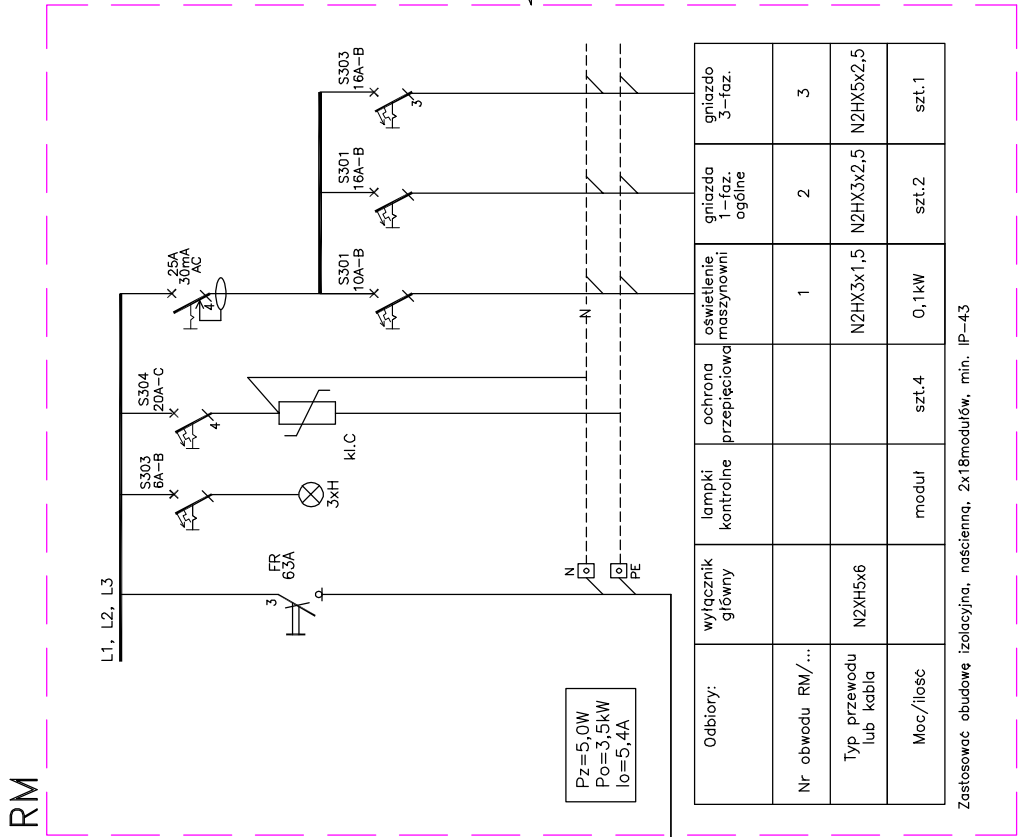 RM
L1, L2, L3
FR
63A
3
S303
6A-B
3xH
S304
20A-C
4
kl.C
25A
30mA
AC
4
S301
10A-B
S301
16A-B
S303
16A-B
3
N
N
PE
Pz=5,0W
Po=3,5kW
Io=5,4A
Odbiory:
wyłącznik
główny
lampki
kontrolne
ochrona
przepięciowa
oświetlenie
maszynowni
gniazda
1-faz.
ogólne
gniazdo
3-faz.
Nr obwodu RM/...
1
2
3
Typ przewodu
lub kabla
N2XH5x6
N2HX3x1,5
N2HX3x2,5
N2HX5x2,5
Moc/ilość
moduł
szt.4
0,1kW
szt.2
szt.1
Zastosować obudowę izolacyjną, naścienną, 2x18modułów, min. IP-43